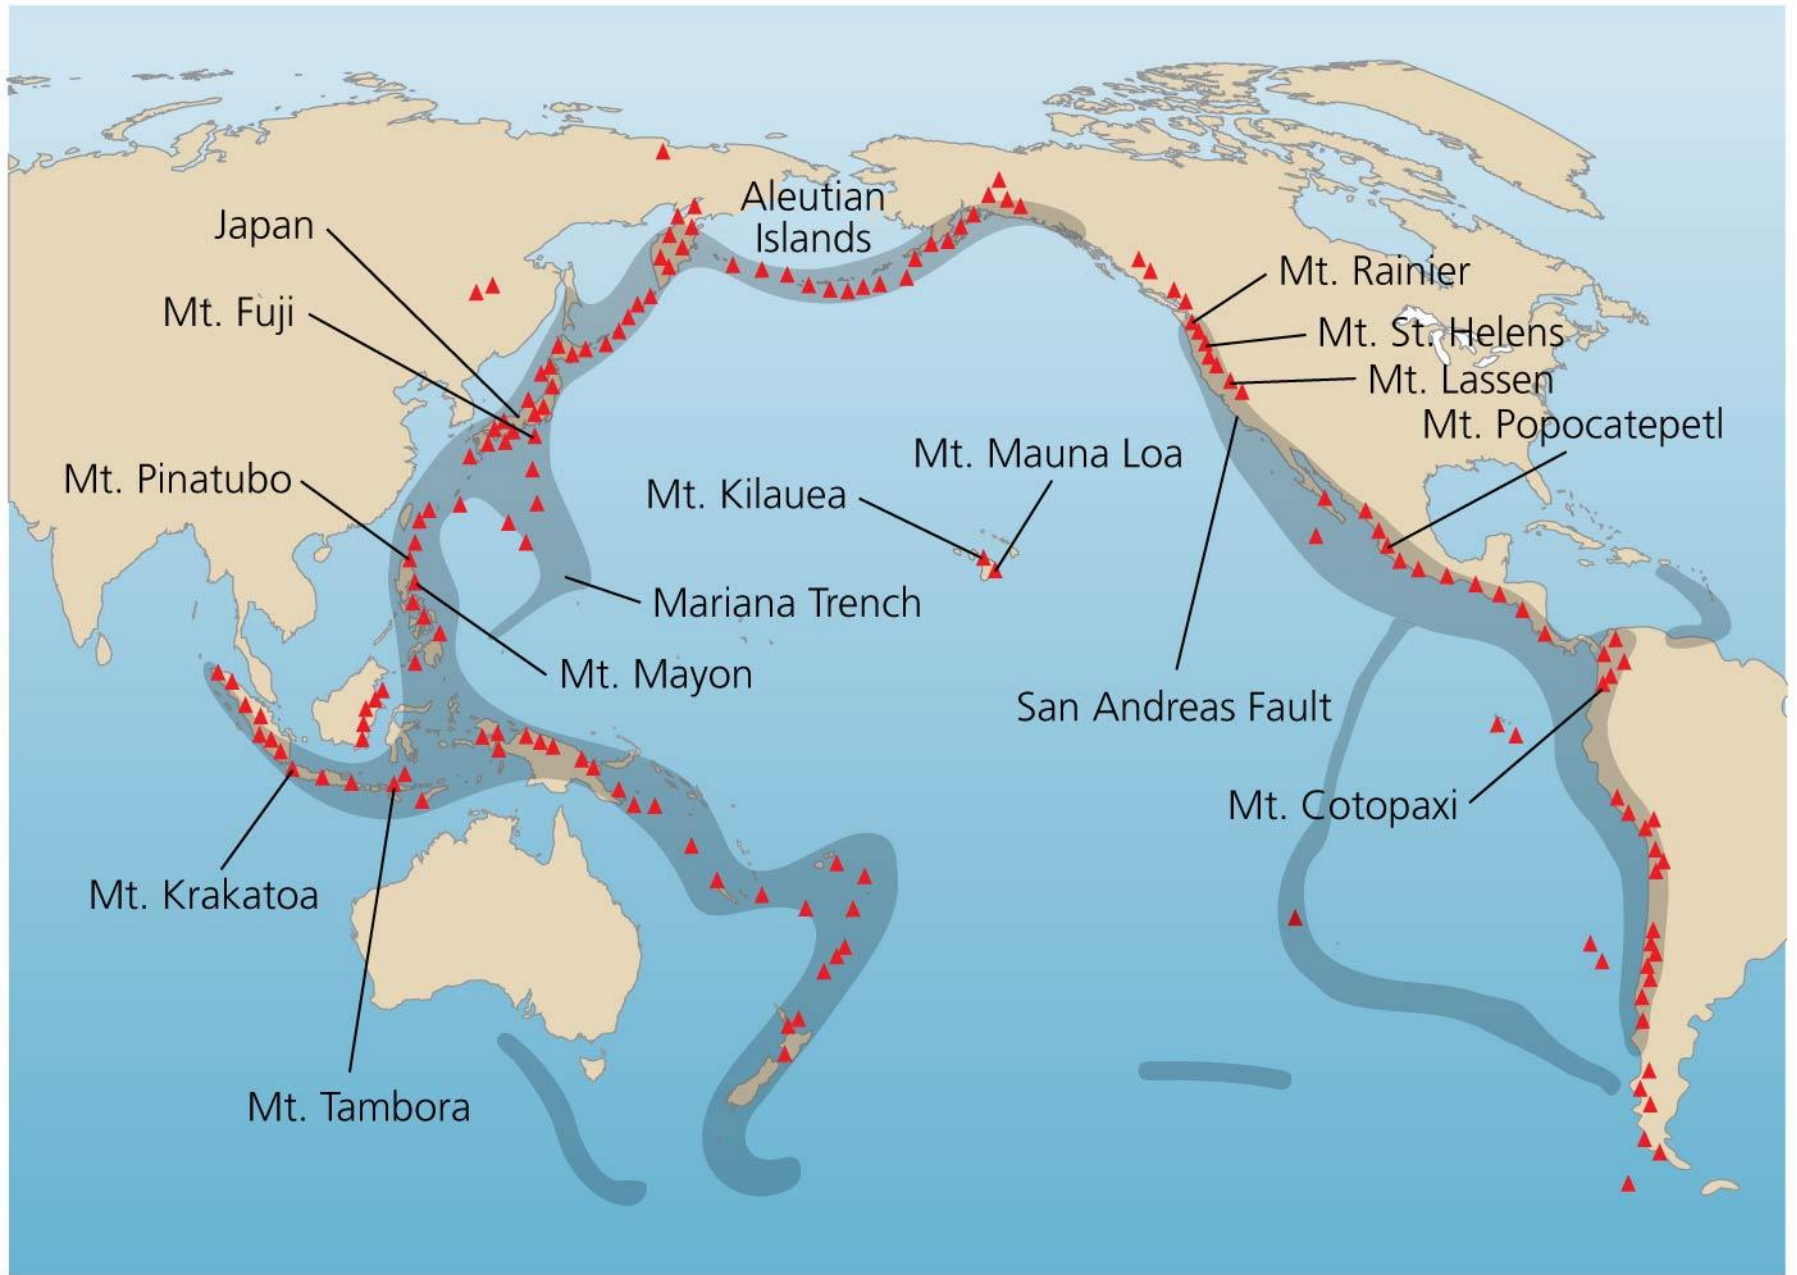 Aleutian
Islands
Japan
Mt. Fuji
Mt. Rainier
Mt. St. Helens
Mt. Lassen
Mt. Popocatepetl
Mt. Mauna Loa
Mt. Pinatubo
Mt. Kilauea
Mariana Trench
Mt. Mayon
San Andreas Fault
Mt. Cotopaxi
Mt. Krakatoa
Mt. Tambora